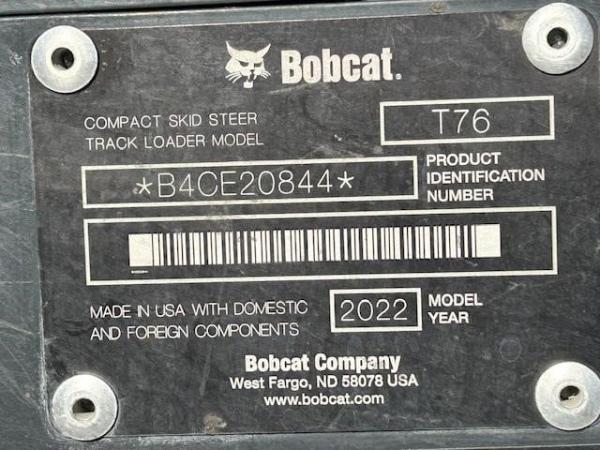 Bobcat.
COMPACT SKID STEER
TRACK LOADER MODEL
T76
*B4CE20844*
PRODUCT
IDENTIFICATION
NUMBER
MADE IN USA WITH DOMESTIC
AND FOREIGN COMPONENTS
2022
MODEL
YEAR
Bobcat Company
West Fargo, ND 58078 USA
www.bobcat.com